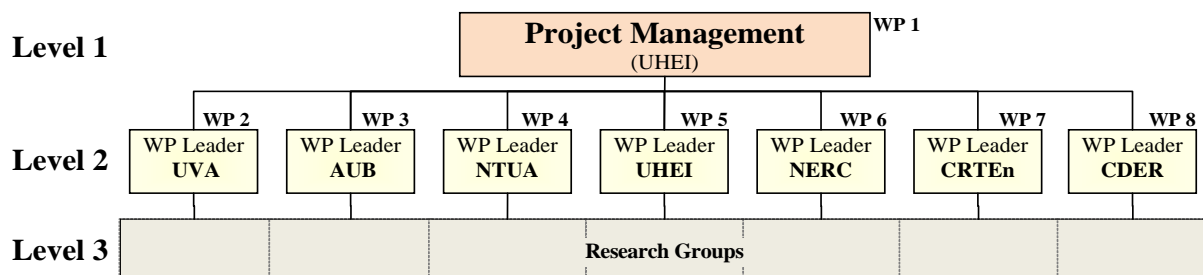 Level 1
Project Management
(UHEI)
WP 1
Level 2
WP 2
WP Leader
UVA
WP 3
WP Leader
AUB
WP 4
WP Leader
NTUA
WP 5
WP Leader
UHEI
WP 6
WP Leader
NERC
WP 7
WP Leader
CRTEn
WP 8
WP Leader
CDER
Level 3
Research Groups